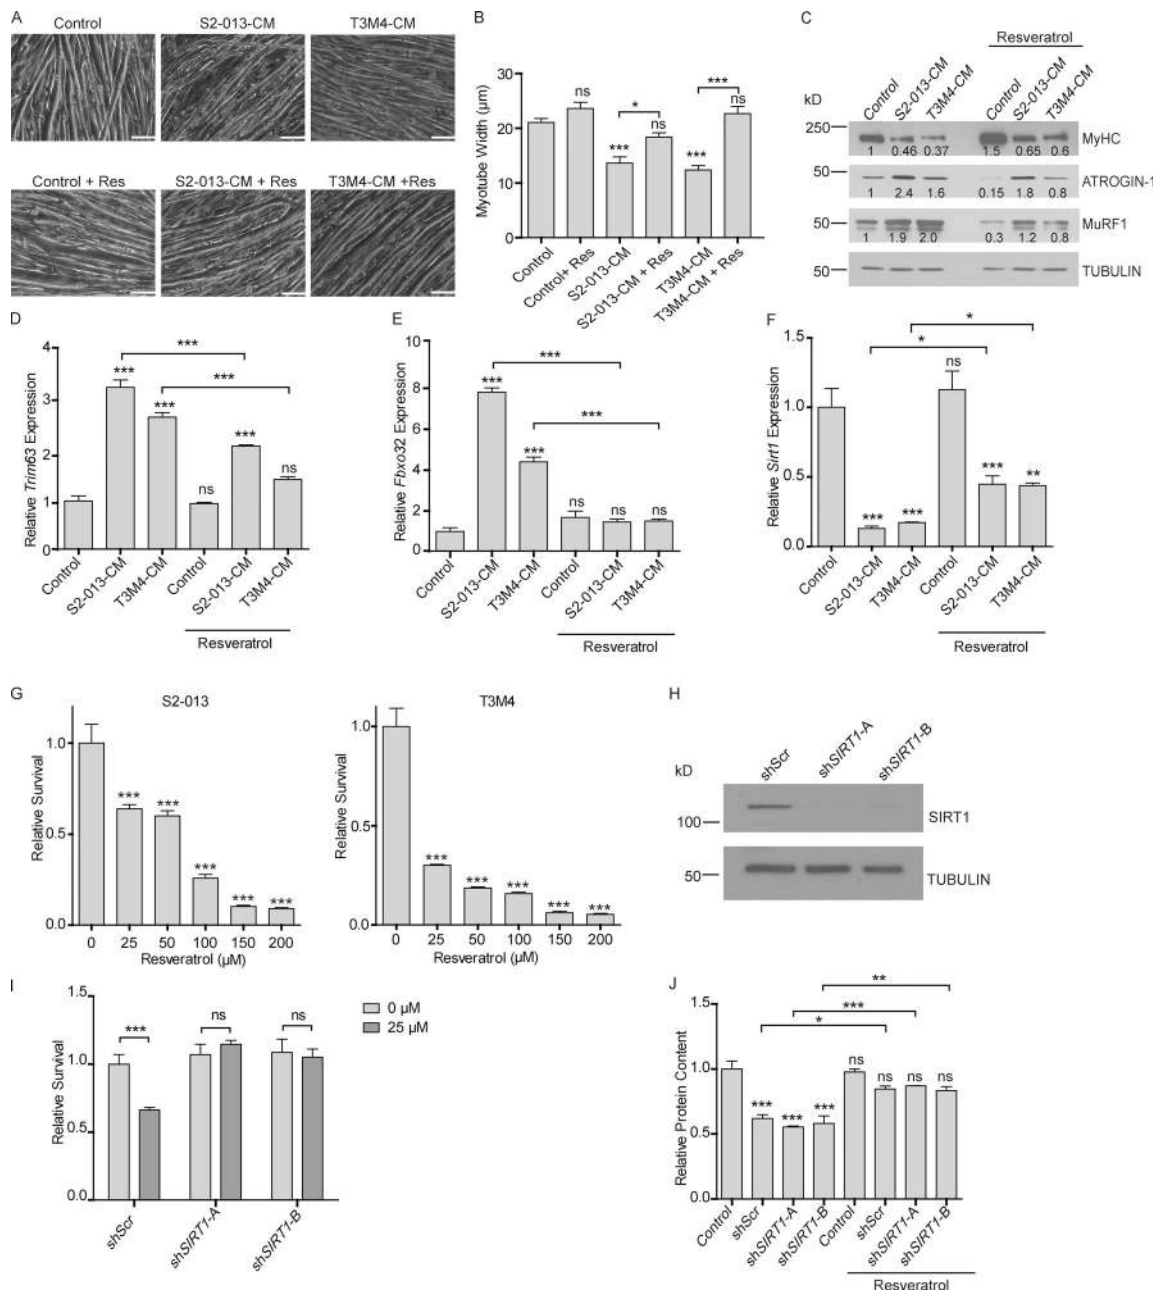 A
Control
S2-013-CM
T3M4-CM
Control + Res
S2-013-CM + Res
T3M4-CM +Res
B
Myotube Width (µm)
30
20
10
0
***
*
ns
ns
ns
***
***
Control
Control+ Res
S2-013-CM
S2-013-CM + Res
T3M4-CM
T3M4-CM + Res
C
Resveratrol
Control
S2-013-CM
T3M4-CM
Control
S2-013-CM
T3M4-CM
kD
250
MyHC
1 0.46 0.37 1.5 0.65 0.6
50
ATROGIN-1
1 2.4 1.6 0.15 1.8 0.8
50
MuRF1
1 1.9 2.0 0.3 1.2 0.8
50
TUBULIN
D
Relative Trim63 Expression
4
3
2
1
0
***
***
***
***
***
ns
ns
Control
S2-013-CM
T3M4-CM
Control
S2-013-CM
T3M4-CM
Resveratrol
E
Relative Fbxo32 Expression
8
6
4
2
0
***
***
***
***
ns
ns
ns
Control
S2-013-CM
T3M4-CM
Control
S2-013-CM
T3M4-CM
Resveratrol
F
Relative Sirt1 Expression
1.5
1.0
0.5
0.0
*
*
ns
***
**
***
***
Control
S2-013-CM
T3M4-CM
Control
S2-013-CM
T3M4-CM
Resveratrol
G
S2-013
Relative Survival
1.0
0.5
0.0
***
***
***
***
***
0 25 50 100 150 200
Resveratrol (µM)
T3M4
Relative Survival
1.0
0.5
0.0
***
***
***
***
***
0 25 50 100 150 200
Resveratrol (µM)
H
shScr
shSIRT1-A
shSIRT1-B
kD
100
SIRT1
50
TUBULIN
I
Relative Survival
1.5
1.0
0.5
0.0
***
ns
ns
0 µM
25 µM
shScr
shSIRT1-A
shSIRT1-B
J
Relative Protein Content
1.5
1.0
0.5
0.0
**
***
*
***
***
***
ns
ns
ns
ns
Control
shScr
shSIRT1-A
shSIRT1-B
Control
shScr
shSIRT1-A
shSIRT1-B
Resveratrol